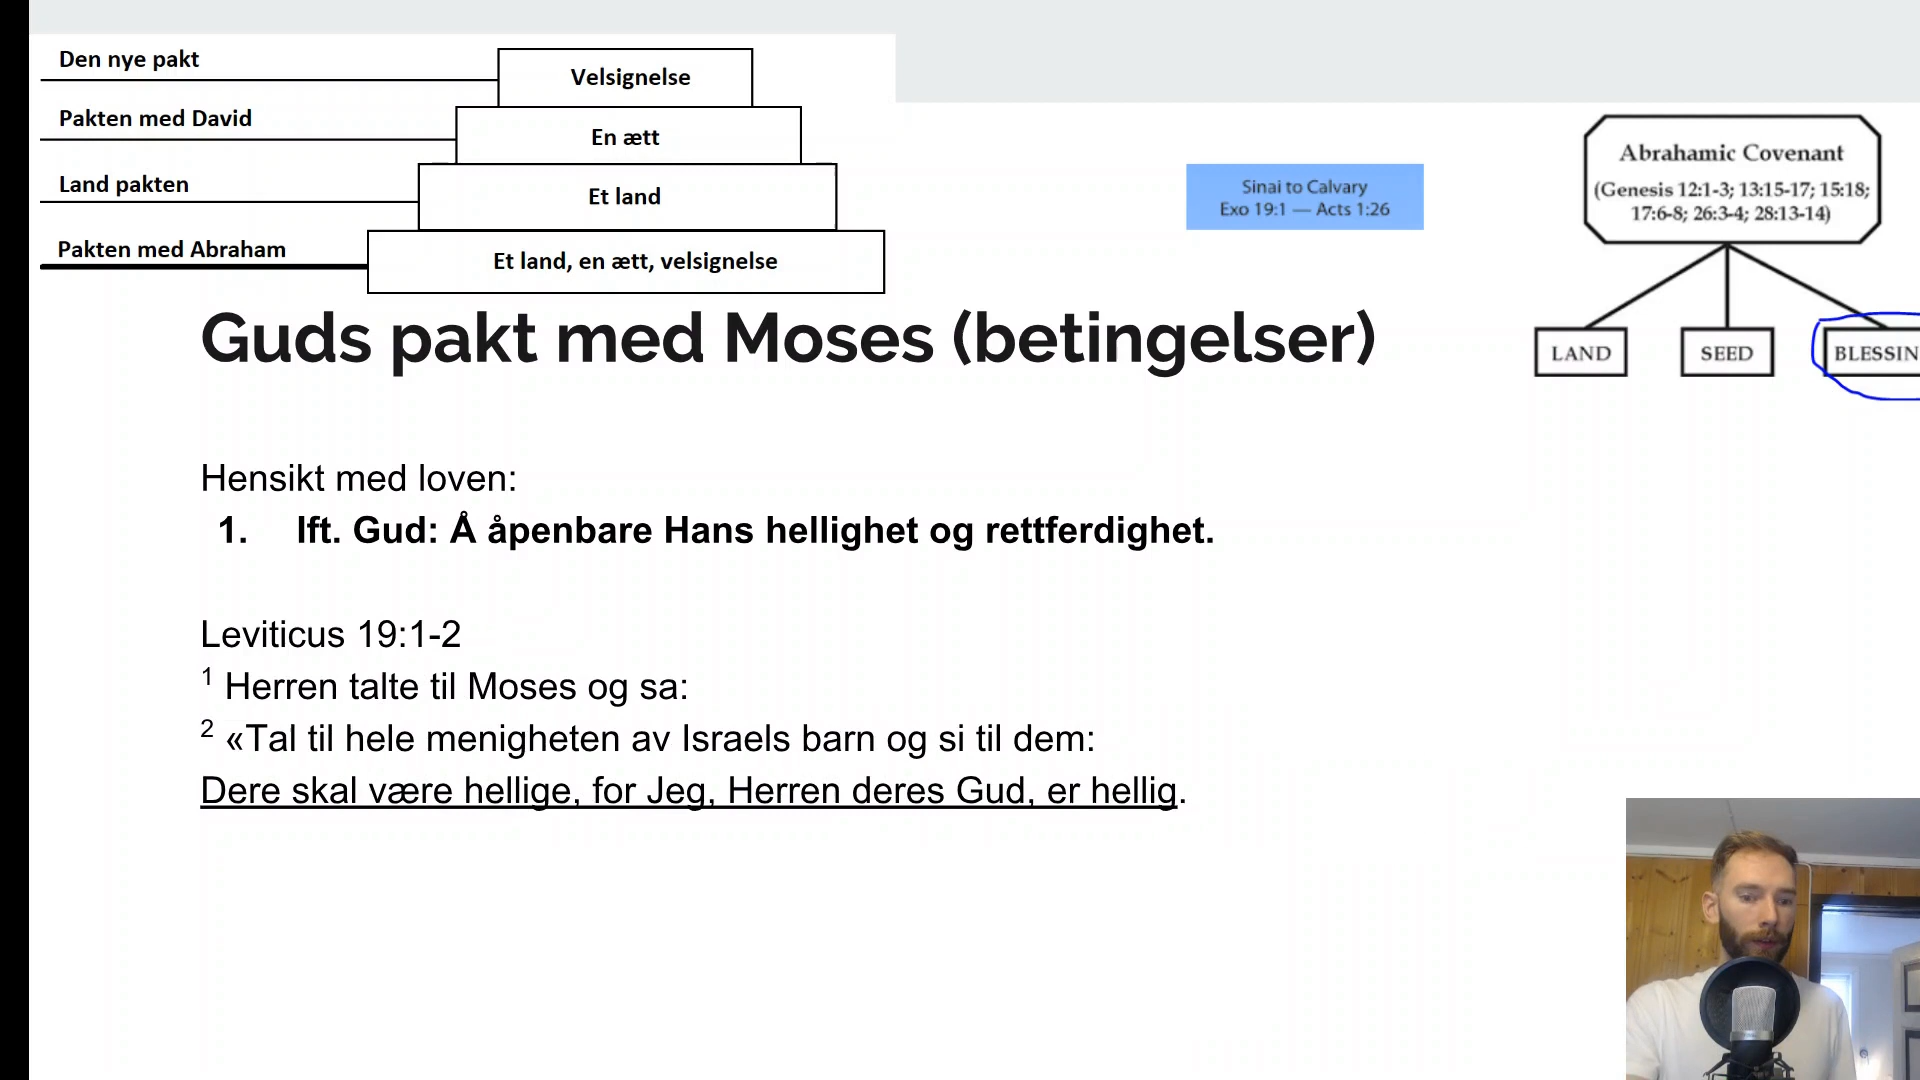 Den nye pakt
Velsignelse
Pakten med David
En ætt
Land pakten
Et land
Pakten med Abraham
Et land, en ætt, velsignelse
Sinai to Calvary
Exo 19:1 — Acts 1:26
Abrahamic Covenant
(Genesis 12:1-3; 13:15-17; 15:18;
17:6-8; 26:3-4; 28:13-14)
LAND
SEED
BLESSIN
Guds pakt med Moses (betingelser)
Hensikt med loven:
1. Ift. Gud: Å åpenbare Hans hellighet og rettferdighet.
Leviticus 19:1-2
1 Herren talte til Moses og sa:
2 «Tal til hele menigheten av Israels barn og si til dem:
Dere skal være hellige, for Jeg, Herren deres Gud, er hellig.